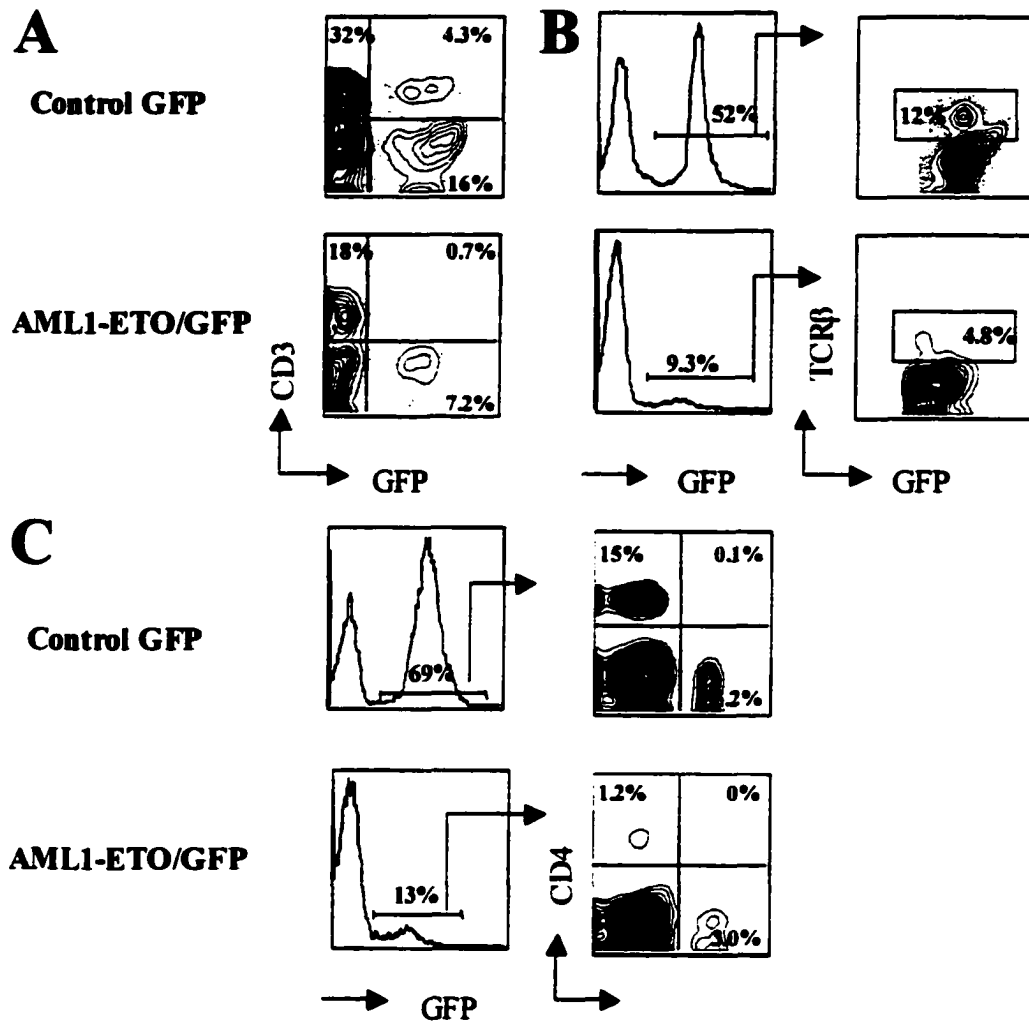 A
B
32%
4.3%
Control GFP
52%
12%
16%
18%
0.7%
AML1-ETO/GFP
CD3
7.2%
9.3%
TCRβ
4.8%
GFP
GFP
GFP
C
15%
0.1%
Control GFP
69%
.2%
1.2%
0%
AML1-ETO/GFP
13%
CD4
GFP